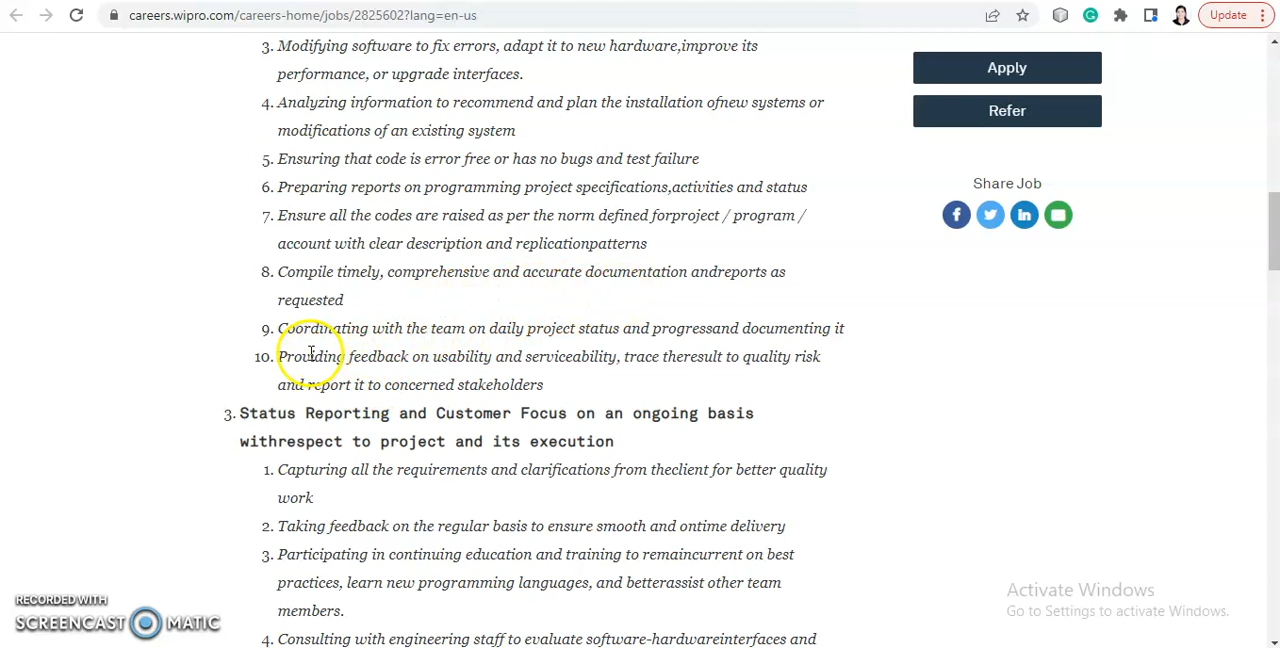 careers.wipro.com/careers-home/jobs/2825602?lang=en-us
Update
3. Modifying software to fix errors, adapt it to new hardware,improve its
performance, or upgrade interfaces.
4. Analyzing information to recommend and plan the installation ofnew systems or
modifications of an existing system
5. Ensuring that code is error free or has no bugs and test failure
6. Preparing reports on programming project specifications,activities and status
7. Ensure all the codes are raised as per the norm defined forproject / program /
account with clear description and replicationpatterns
8. Compile timely, comprehensive and accurate documentation andreports as
requested
9. Coordinating with the team on daily project status and progressand documenting it
10. Providing feedback on usability and serviceability, trace theresult to quality risk
and report it to concerned stakeholders
3. Status Reporting and Customer Focus on an ongoing basis
withrespect to project and its execution
1. Capturing all the requirements and clarifications from theclient for better quality
work
2. Taking feedback on the regular basis to ensure smooth and ontime delivery
3. Participating in continuing education and training to remaincurrent on best
practices, learn new programming languages, and betterassist other team
members.
4. Consulting with engineering staff to evaluate software-hardwareinterfaces and
Apply
Refer
Share Job
Activate Windows
Go to Settings to activate Windows.
RECORDED WITH
SCREENCAST MATIC